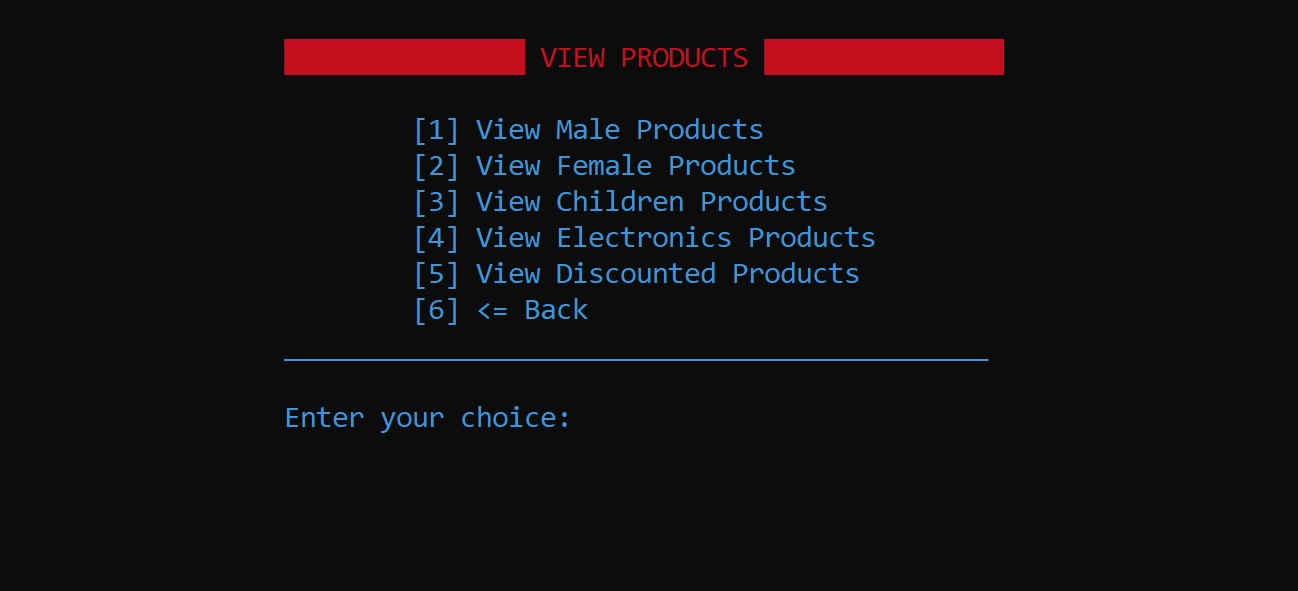 VIEW PRODUCTS
[1] View Male Products
[2] View Female Products
[3] View Children Products
[4] View Electronics Products
[5] View Discounted Products
[6] <= Back
Enter your choice: